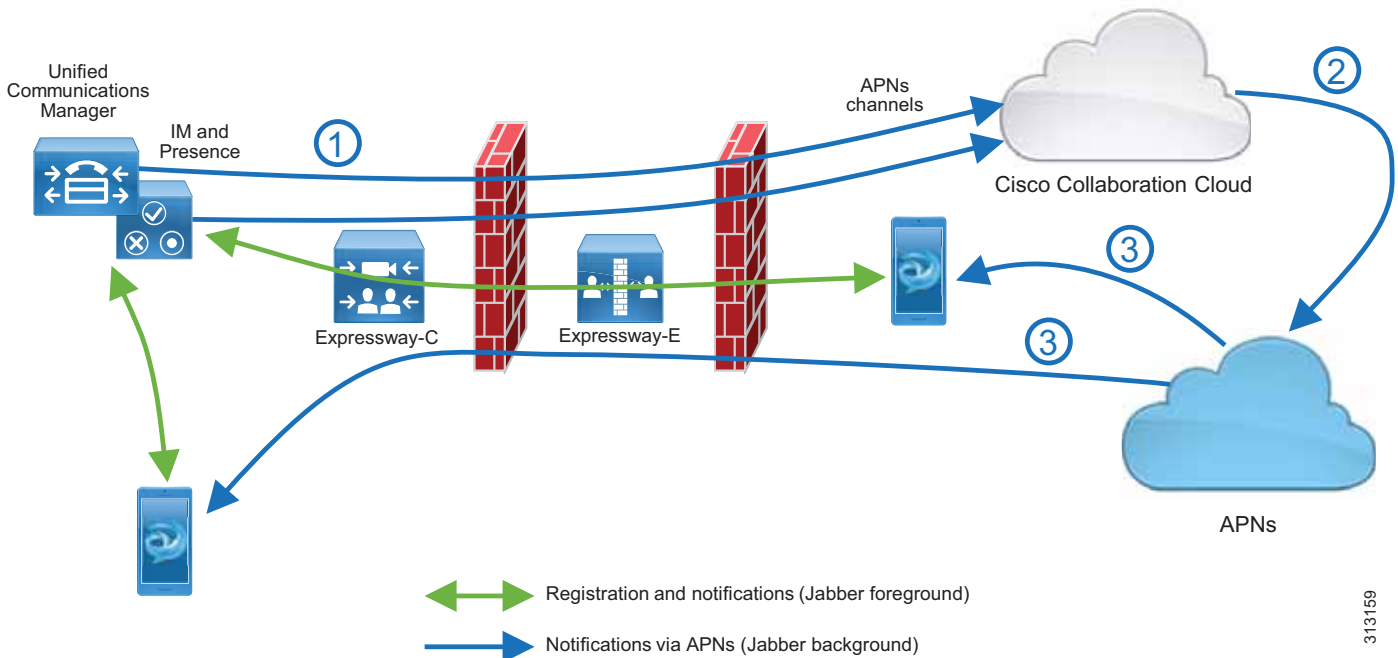 Unified
Communications
Manager
IM and
Presence
1
APNs
channels
2
Cisco Collaboration Cloud
3
Expressway-C
Expressway-E
3
APNs
Registration and notifications (Jabber foreground)
Notifications via APNs (Jabber background)
313159